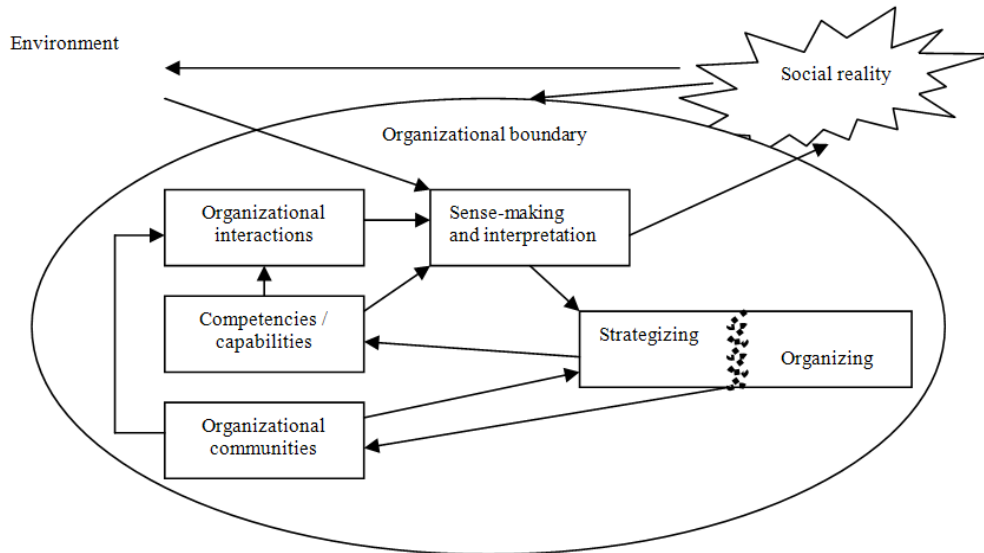 Environment
Social reality
Organizational boundary
Organizational
interactions
Sense-making
and interpretation
Competencies /
capabilities
Strategizing
Organizing
Organizational
communities